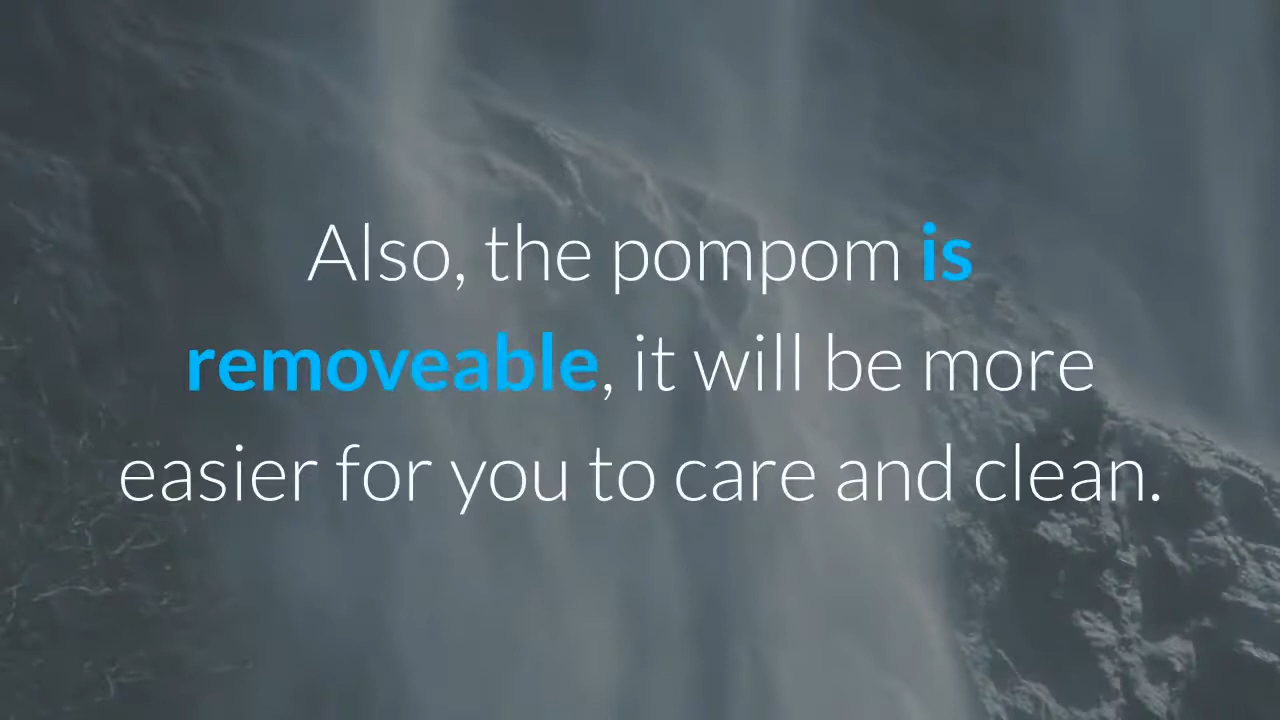 Also, the pompom is
removeable, it will be more
easier for you to care and clean.